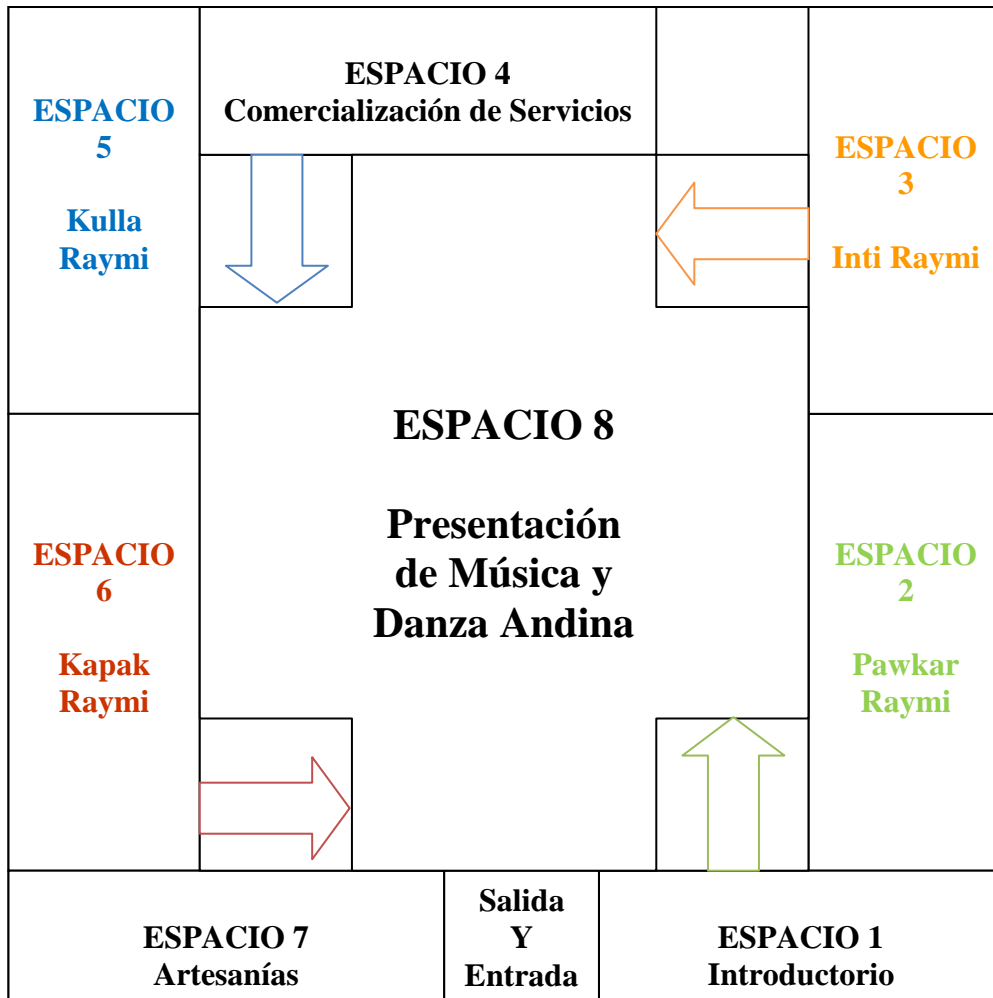 ESPACIO 4
Comercialización de Servicios
ESPACIO
5
Kulla
Raymi
ESPACIO
3
Inti Raymi
ESPACIO 8
Presentación
de Música y
Danza Andina
ESPACIO
6
Kapak
Raymi
ESPACIO
2
Pawkar
Raymi
ESPACIO 7
Artesanías
Salida
Y
Entrada
ESPACIO 1
Introductorio